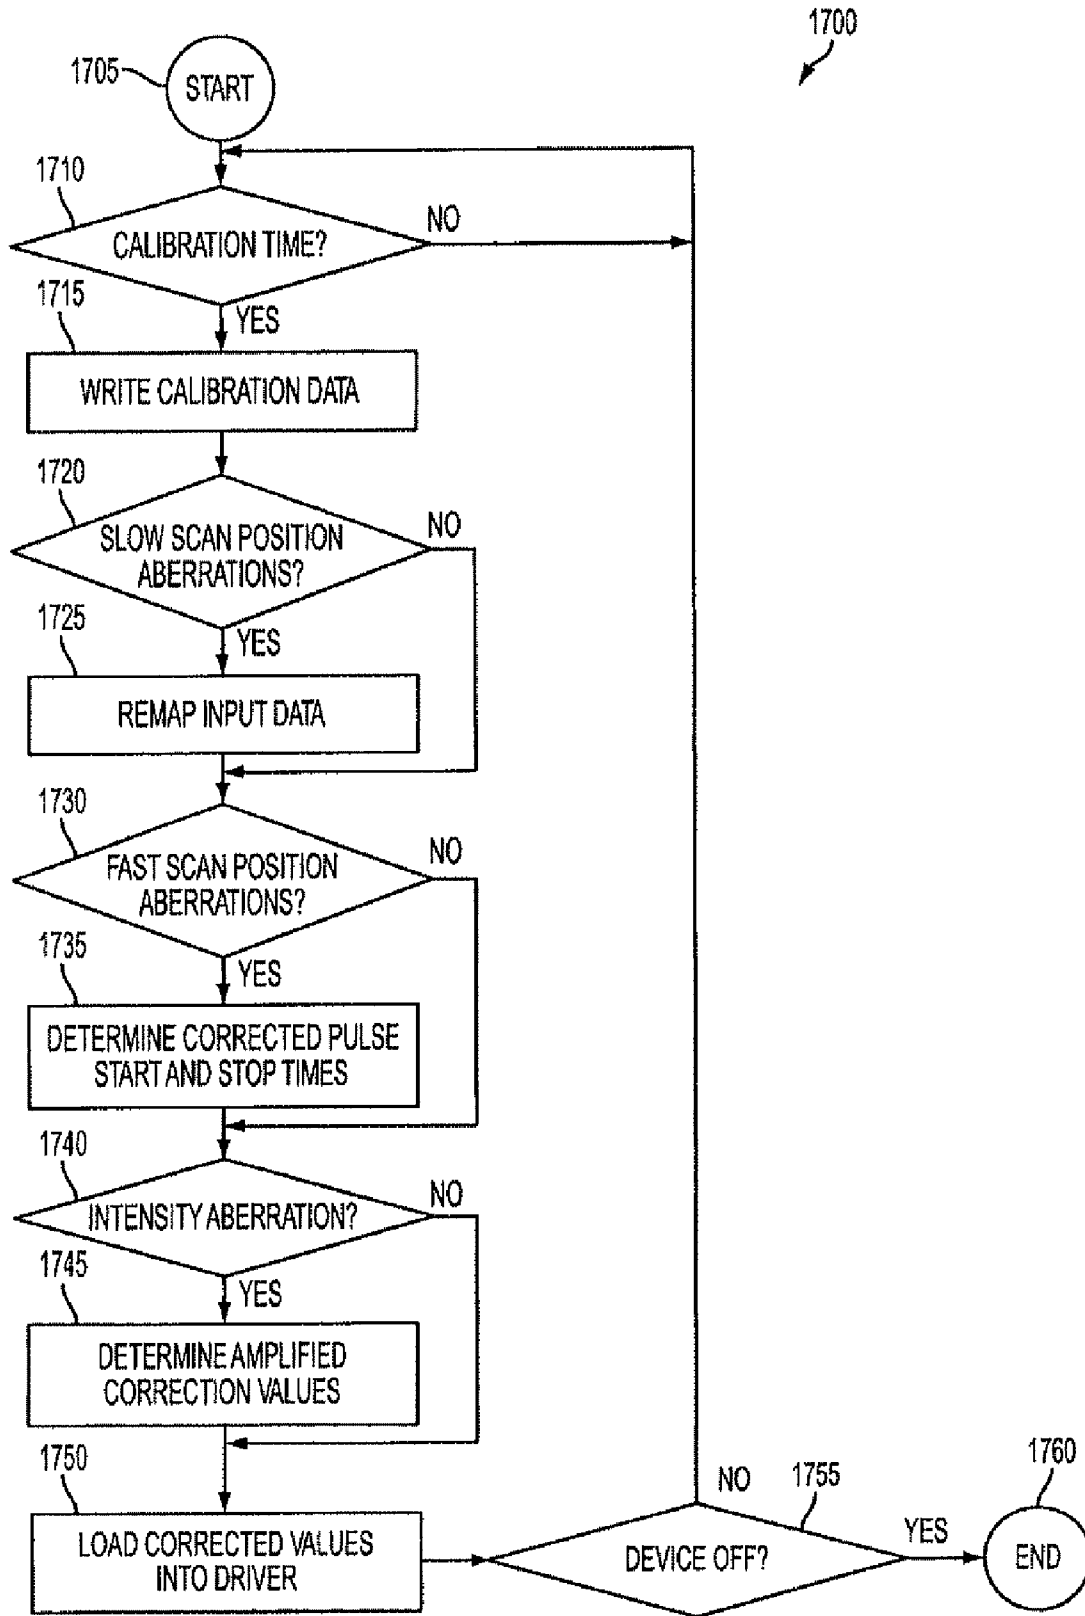 1700
1705
START
1710
CALIBRATION TIME?
NO
YES
1715
WRITE CALIBRATION DATA
1720
SLOW SCAN POSITION
ABERRATIONS?
NO
YES
1725
REMAP INPUT DATA
1730
FAST SCAN POSITION
ABERRATIONS?
NO
YES
1735
DETERMINE CORRECTED PULSE
START AND STOP TIMES
1740
INTENSITY ABERRATION?
NO
YES
1745
DETERMINE AMPLIFIED
CORRECTION VALUES
1750
LOAD CORRECTED VALUES
INTO DRIVER
1755
DEVICE OFF?
NO
YES
1760
END